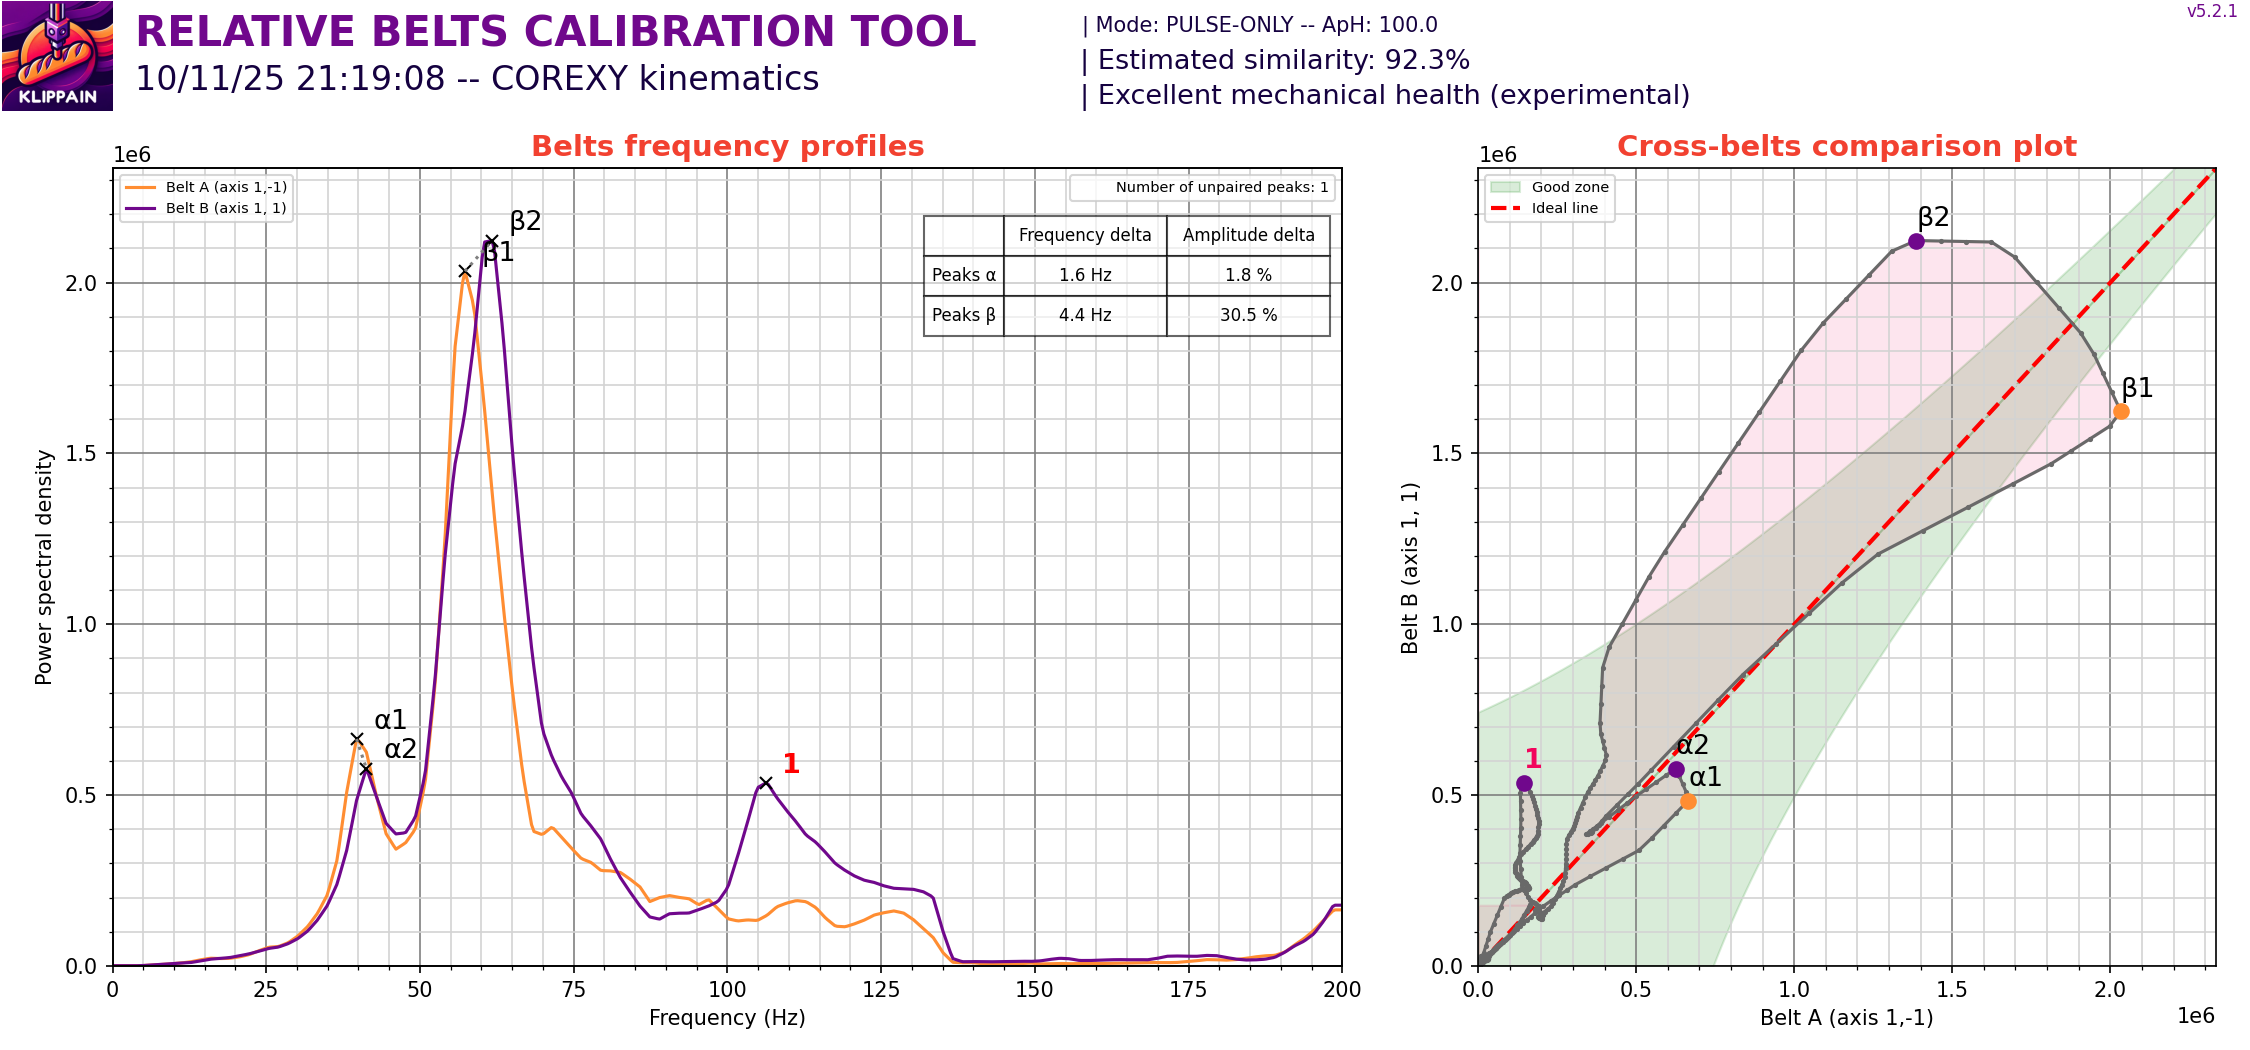 KLIPPAIN
RELATIVE BELTS CALIBRATION TOOL
10/11/25 21:19:08 -- COREXY kinematics
| Mode: PULSE-ONLY -- ApH: 100.0
| Estimated similarity: 92.3%
| Excellent mechanical health (experimental)
v5.2.1
Belts frequency profiles
1e6
Belt A (axis 1,-1)
Belt B (axis 1, 1)
Number of unpaired peaks: 1
Frequency delta Amplitude delta
Peaks α 1.6 Hz 1.8 %
Peaks β 4.4 Hz 30.5 %
β2
β1
α1
α2
1
Power spectral density
2.0
1.5
1.0
0.5
0.0
0 25 50 75 100 125 150 175 200
Frequency (Hz)
Cross-belts comparison plot
1e6
Good zone
Ideal line
β2
β1
α2
α1
1
Belt B (axis 1, 1)
2.0
1.5
1.0
0.5
0.0
0.0 0.5 1.0 1.5 2.0
Belt A (axis 1,-1)
1e6